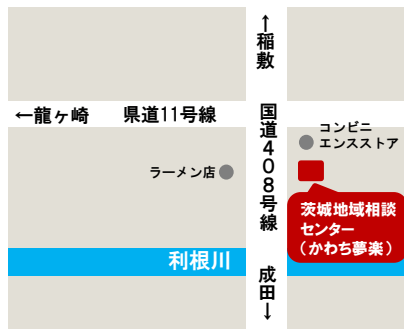 ↑稲敷
←龍ヶ崎 県道11号線
国道408号線
コンビニ
エンスストア
ラーメン店
茨城地域相談
センター
(かわち夢楽)
利根川
成田↓